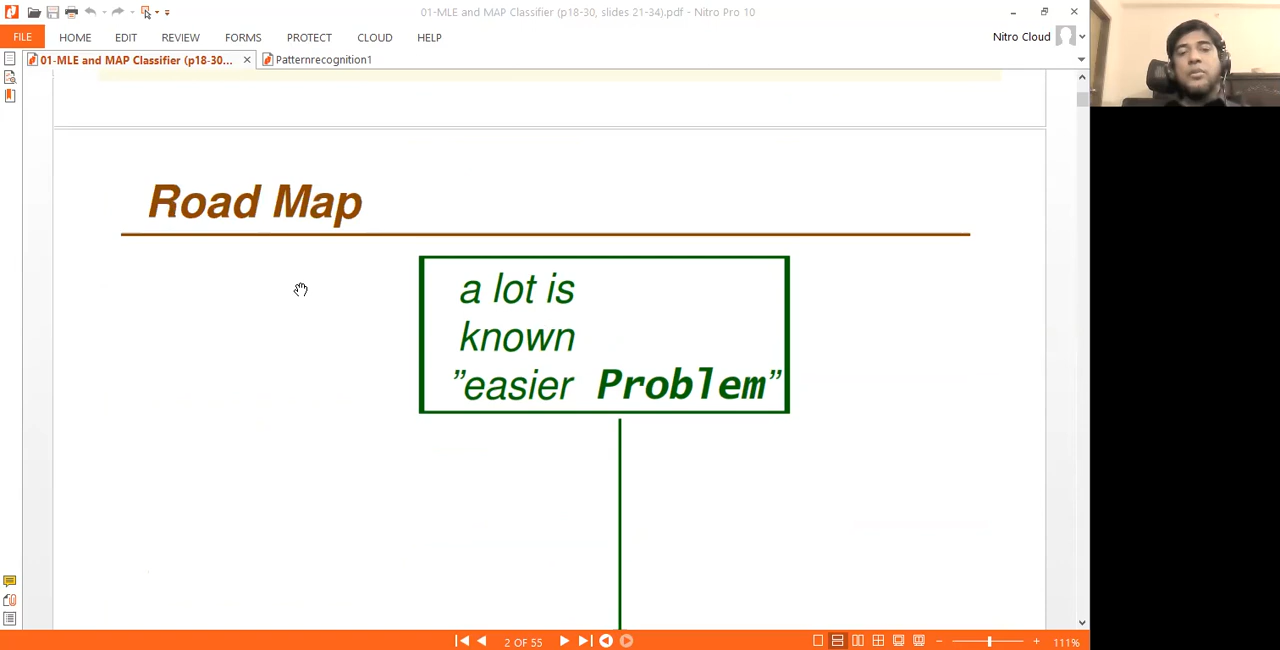 01-MLE and MAP Classifier (p18-30, slides 21-34).pdf - Nitro Pro 10
FILE HOME EDIT REVIEW FORMS PROTECT CLOUD HELP
Nitro Cloud
01-MLE and MAP Classifier (p18-30...
Patternrecognition1
Road Map
a lot is
known
”easier Problem”
2 OF 55
111%